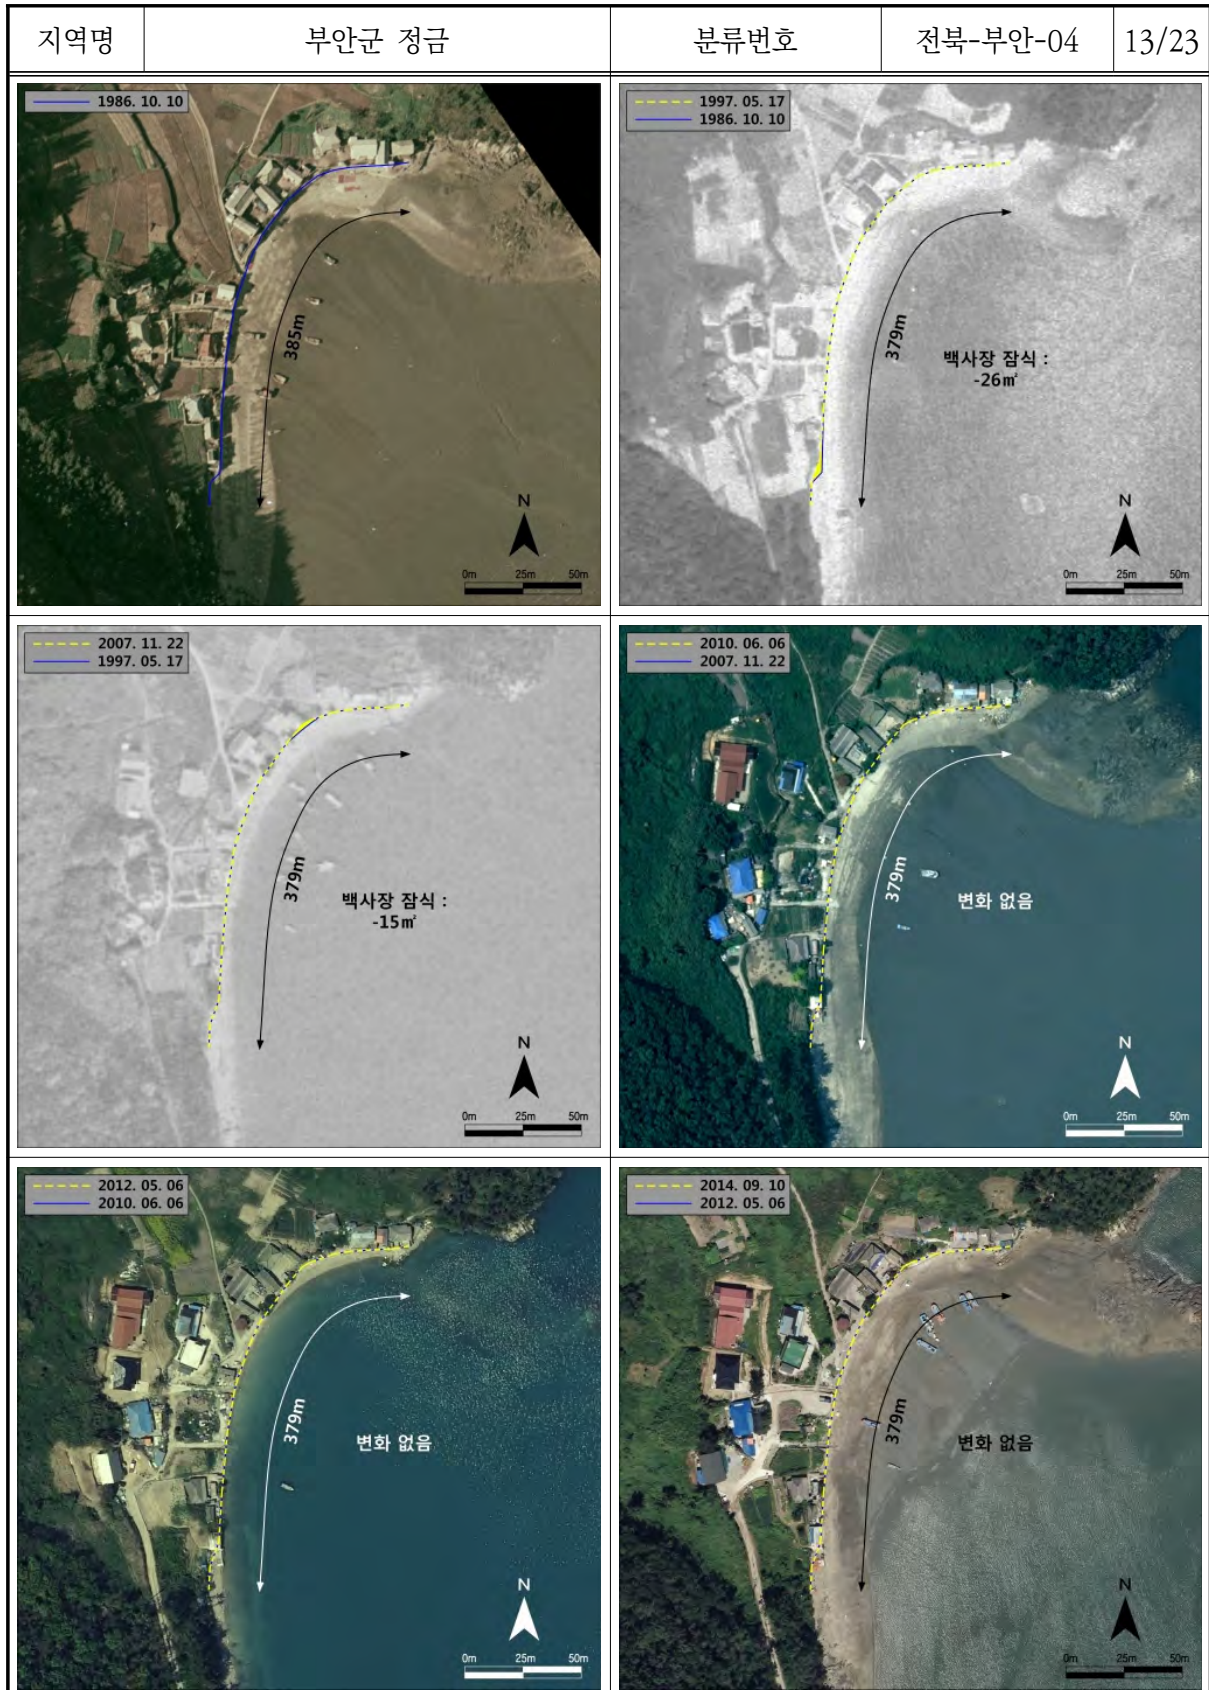 지역명 부안군 정금 분류번호 전북-부안-04 13/23
1986. 10. 10
385m
N
0m 25m 50m
1997. 05. 17
1986. 10. 10
379m
백사장 잠식 :
-26㎡
N
0m 25m 50m
2007. 11. 22
1997. 05. 17
379m
백사장 잠식 :
-15㎡
N
0m 25m 50m
2010. 06. 06
2007. 11. 22
379m
변화 없음
N
0m 25m 50m
2012. 05. 06
2010. 06. 06
379m
변화 없음
N
0m 25m 50m
2014. 09. 10
2012. 05. 06
379m
변화 없음
N
0m 25m 50m